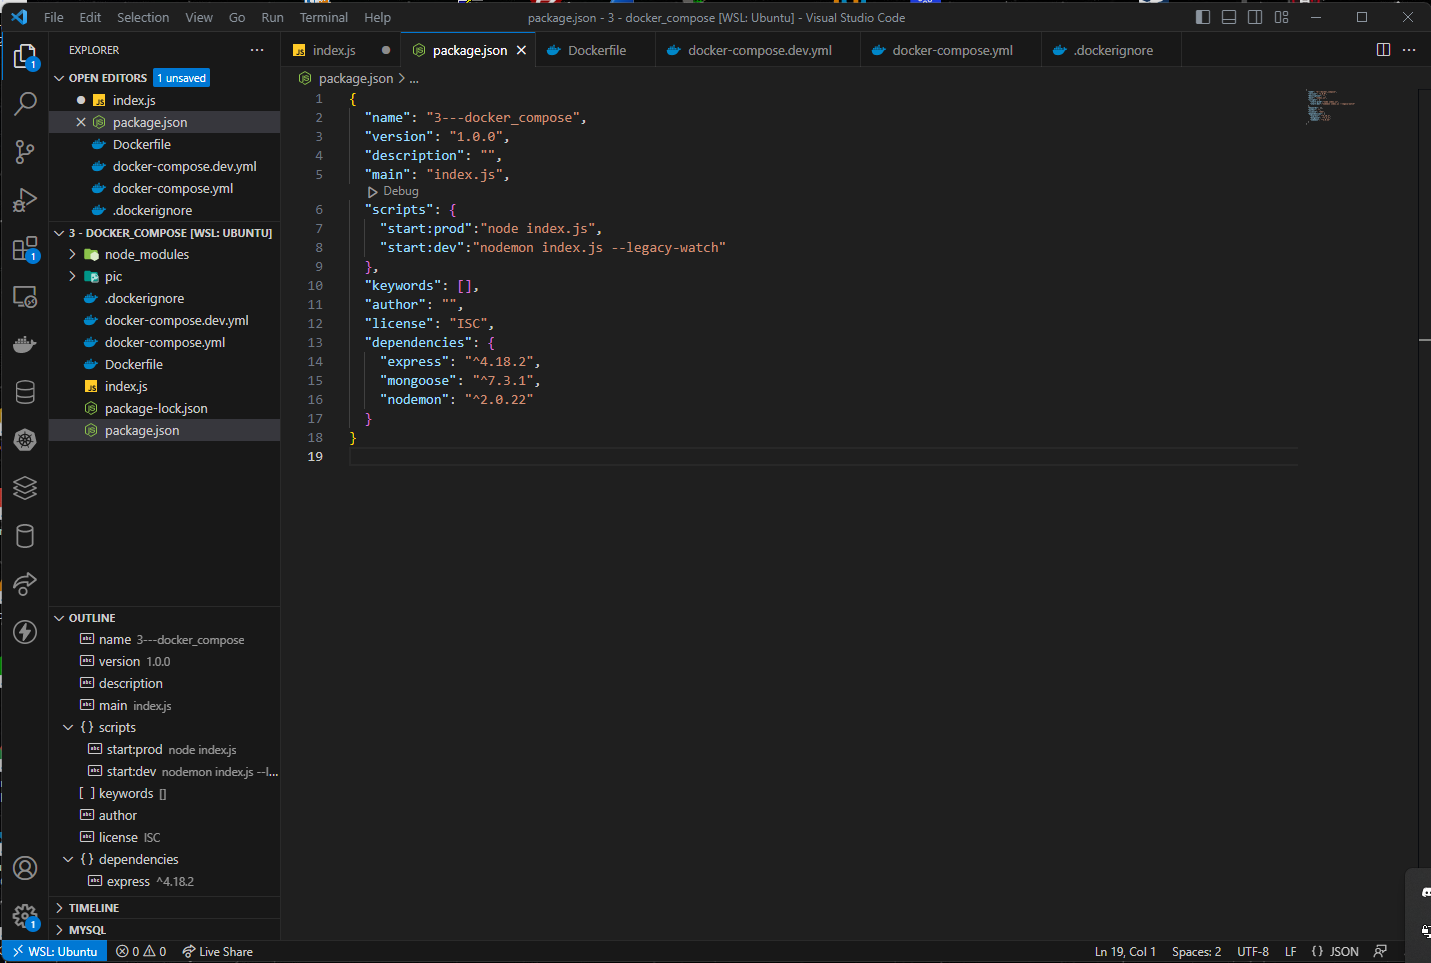 File Edit Selection View Go Run Terminal Help
package.json - 3 - docker_compose [WSL: Ubuntu] - Visual Studio Code
EXPLORER
OPEN EDITORS 1 unsaved
index.js
package.json
Dockerfile
docker-compose.dev.yml
docker-compose.yml
.dockerignore
3 - DOCKER_COMPOSE [WSL: UBUNTU]
node_modules
pic
.dockerignore
docker-compose.dev.yml
docker-compose.yml
Dockerfile
index.js
package-lock.json
package.json
OUTLINE
name 3---docker_compose
version 1.0.0
description
main index.js
{} scripts
start:prod node index.js
start:dev nodemon index.js --l...
[ ] keywords []
author
license ISC
{} dependencies
express ^4.18.2
TIMELINE
MYSQL
index.js package.json Dockerfile docker-compose.dev.yml docker-compose.yml .dockerignore
package.json > ...
1 {
2 "name": "3---docker_compose",
3 "version": "1.0.0",
4 "description": "",
5 "main": "index.js",
Debug
6 "scripts": {
7 "start:prod":"node index.js",
8 "start:dev":"nodemon index.js --legacy-watch"
9 },
10 "keywords": [],
11 "author": "",
12 "license": "ISC",
13 "dependencies": {
14 "express": "^4.18.2",
15 "mongoose": "^7.3.1",
16 "nodemon": "^2.0.22"
17 }
18 }
19
WSL: Ubuntu 0 0 Live Share Ln 19, Col 1 Spaces: 2 UTF-8 LF {} JSON